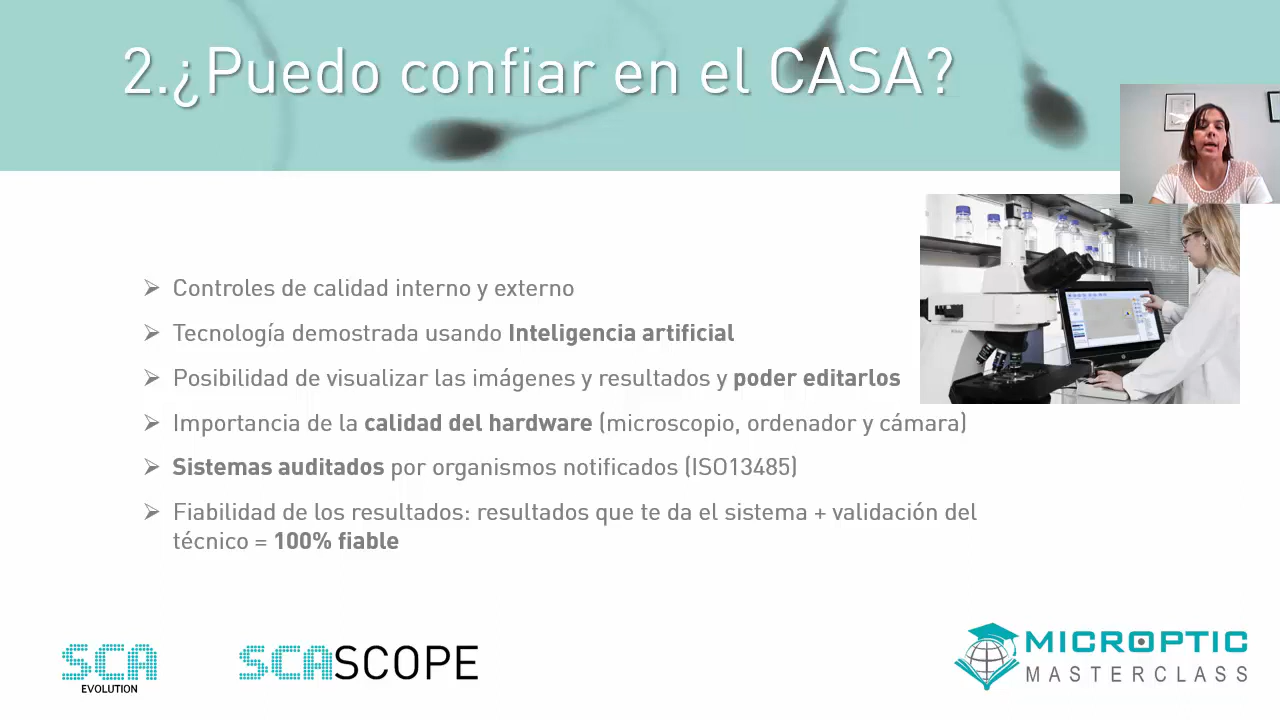 2.¿Puedo confiar en el CASA?
Controles de calidad interno y externo
Tecnología demostrada usando Inteligencia artificial
Posibilidad de visualizar las imágenes y resultados y poder editarlos
Importancia de la calidad del hardware (microscopio, ordenador y cámara)
Sistemas auditados por organismos notificados (ISO13485)
Fiabilidad de los resultados: resultados que te da el sistema + validación del
técnico = 100% fiable
SCA
EVOLUTION
SCASCOPE
MICROPTIC
MASTERCLASS